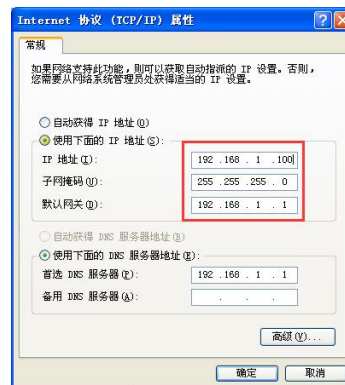 Internet 协议 (TCP/IP) 属性
常规
如果网络支持此功能，则可以获取自动指派的 IP 设置。否则，
您需要从网络系统管理员处获得适当的 IP 设置。
自动获得 IP 地址(O)
使用下面的 IP 地址(S):
IP 地址(I): 192 .168 . 1 .100
子网掩码(U): 255 .255 .255 . 0
默认网关(D): 192 .168 . 1 . 1
自动获得 DNS 服务器地址(B)
使用下面的 DNS 服务器地址(E):
首选 DNS 服务器(P): 192 .168 . 1 . 1
备用 DNS 服务器(A): . . .
高级(V)...
确定 取消